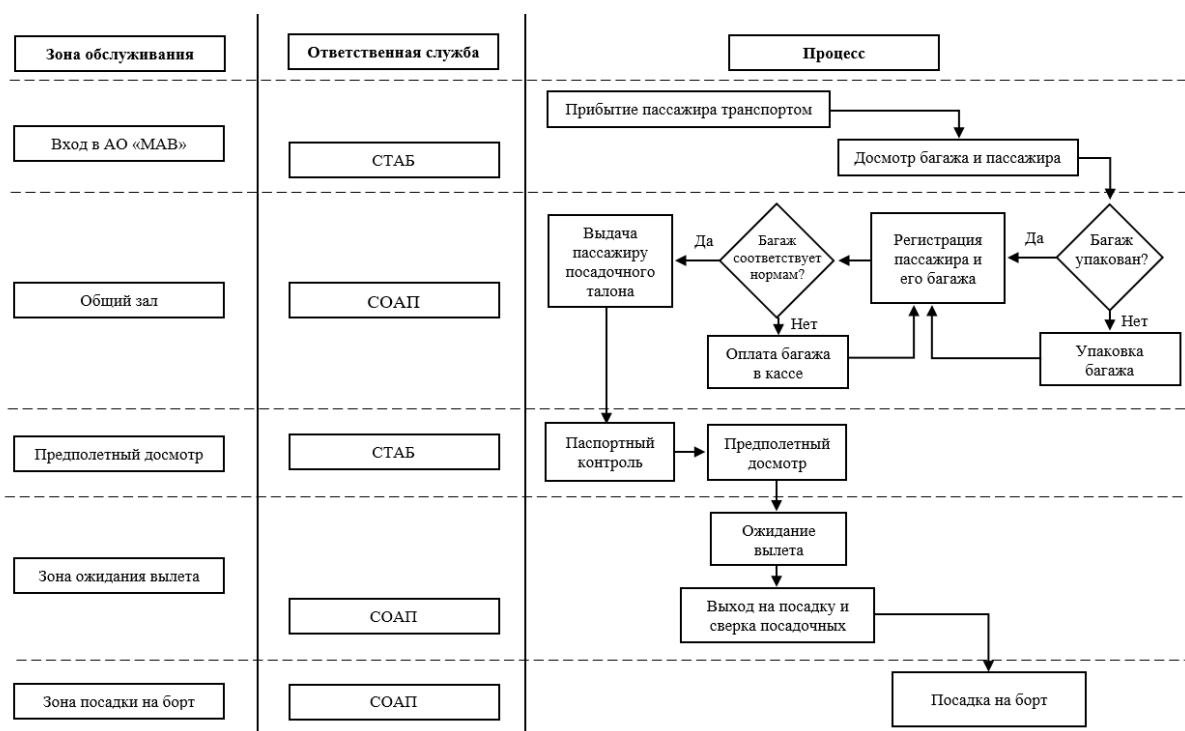 Зона обслуживания
Ответственная служба
Процесс
Вход в АО «МАВ»
СТАБ
Прибытие пассажира транспортом
Досмотр багажа и пассажира
Общий зал
СОАП
Выдача
пассажиру
посадочного
талона
Да
Багаж
соответствует
нормам?
Регистрация
пассажира и
его багажа
Да
Багаж
упакован?
Нет
Нет
Оплата багажа
в кассе
Упаковка
багажа
Предполетный досмотр
СТАБ
Паспортный
контроль
Предполетный
досмотр
Зона ожидания вылета
СОАП
Ожидание
вылета
Выход на посадку и
сверка посадочных
Зона посадки на борт
СОАП
Посадка на борт